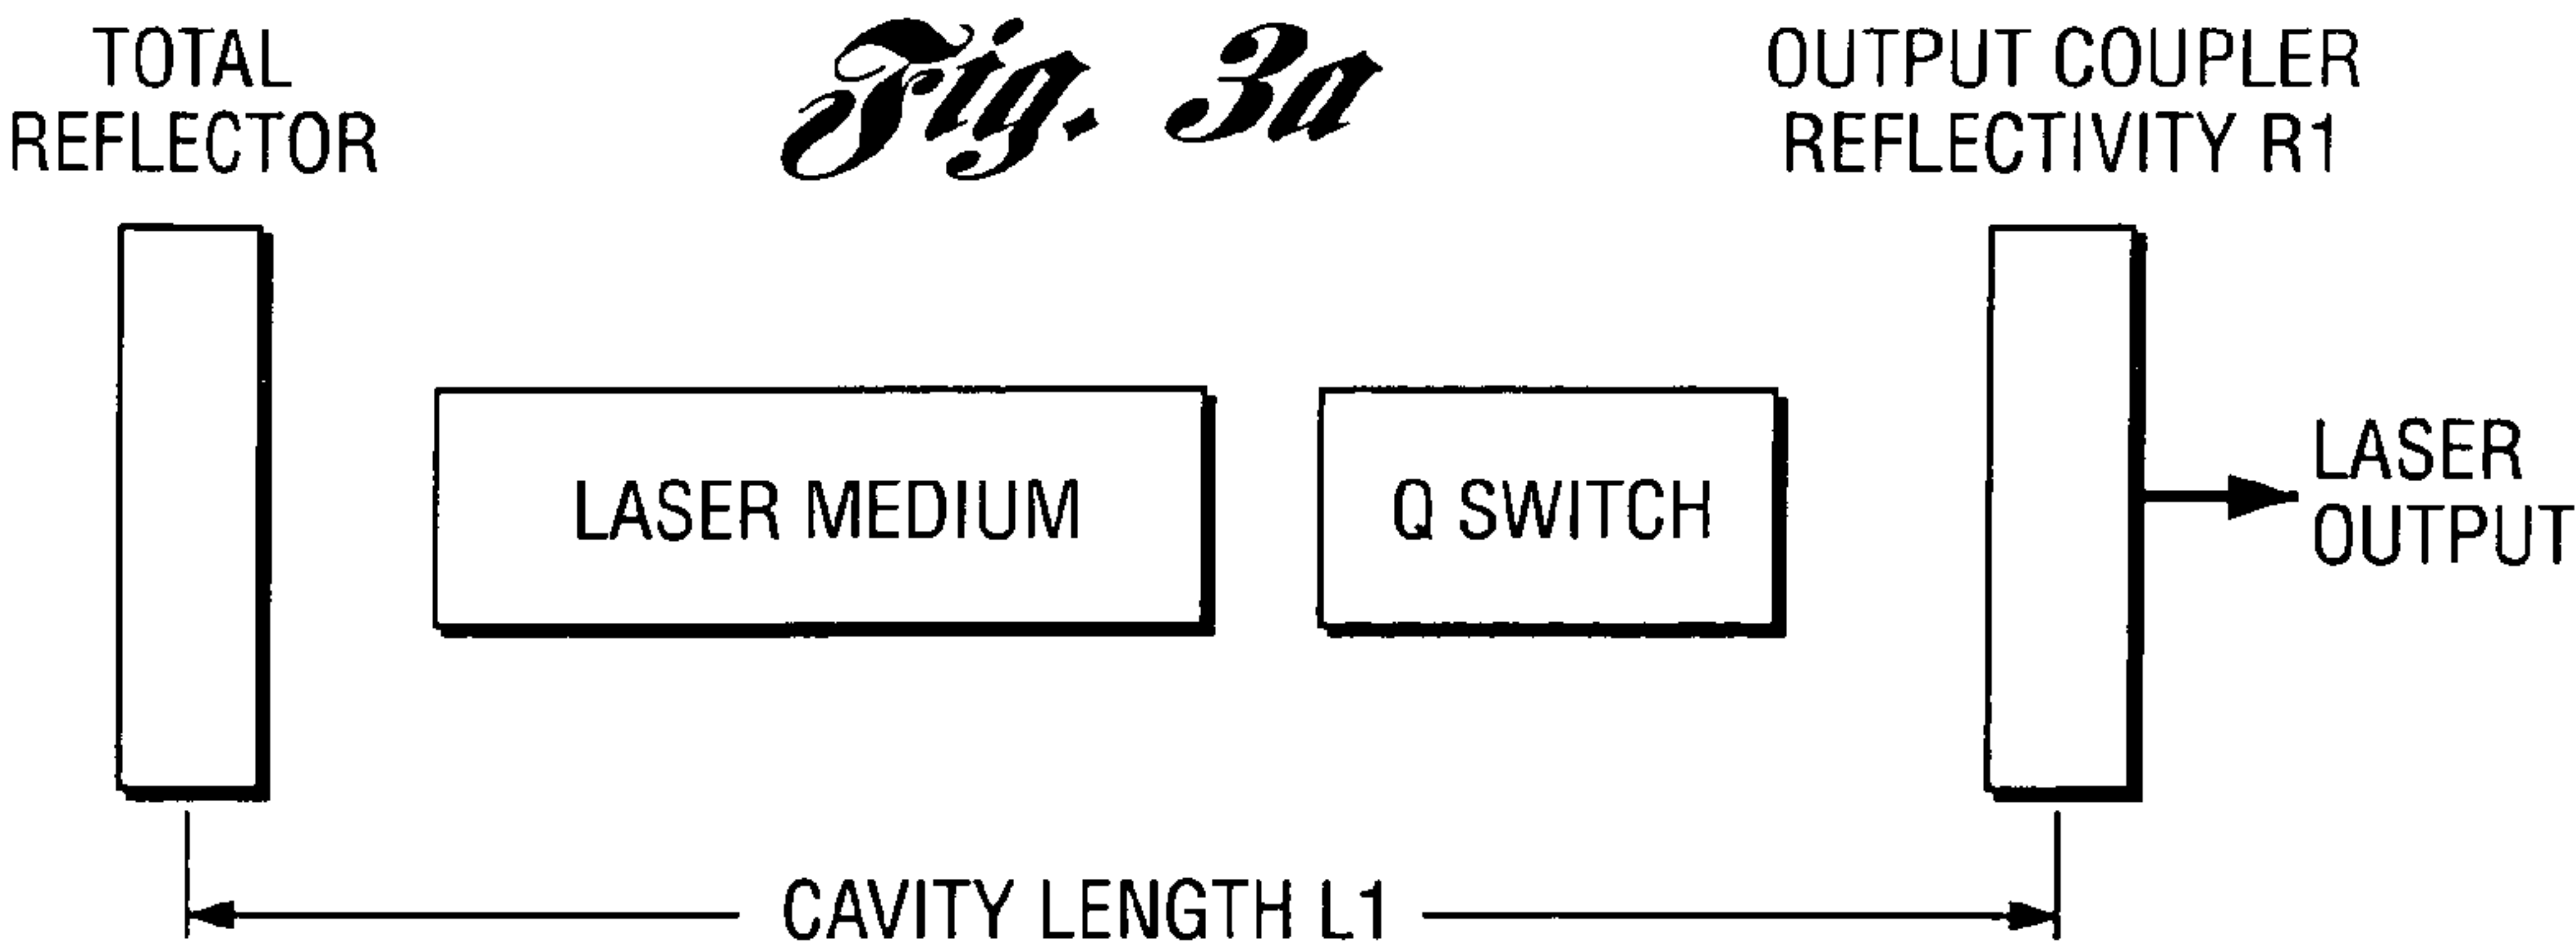 Fig. 3a
TOTAL
REFLECTOR
OUTPUT COUPLER
REFLECTIVITY R1
LASER MEDIUM
Q SWITCH
LASER
OUTPUT
CAVITY LENGTH L1